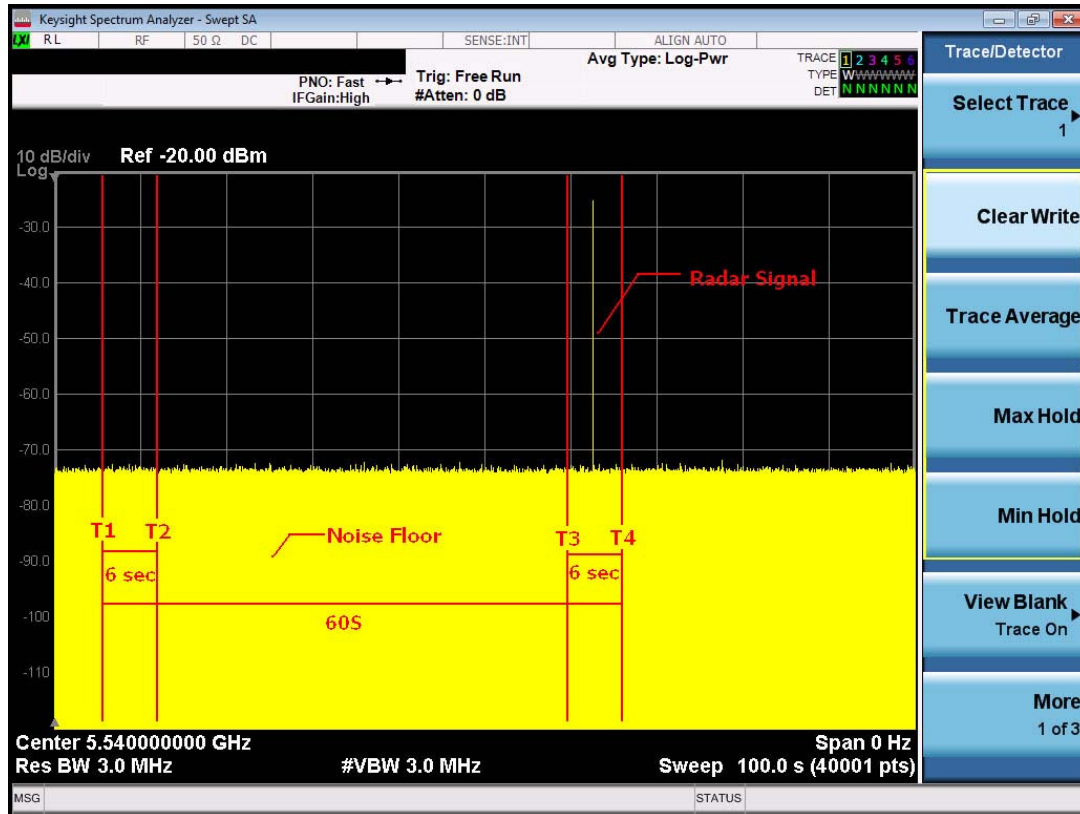 Keysight Spectrum Analyzer - Swept SA
LXI RL RF 50 Ω DC SENSE:INT ALIGN AUTO
Avg Type: Log-Pwr
TRACE 1 2 3 4 5 6
TYPE WWWWWW
DET N N N N N N
PNO: Fast
IFGain:High
Trig: Free Run
#Atten: 0 dB
Trace/Detector
Select Trace
1
Clear Write
Trace Average
Max Hold
Min Hold
View Blank
Trace On
More
1 of 3
10 dB/div Ref -20.00 dBm
Log
-30.0
-40.0
-50.0
-60.0
-70.0
-80.0
-90.0
-100
-110
Radar Signal
T1 T2 Noise Floor T3 T4
6 sec 6 sec
60S
Center 5.540000000 GHz Span 0 Hz
Res BW 3.0 MHz #VBW 3.0 MHz Sweep 100.0 s (40001 pts)
MSG STATUS